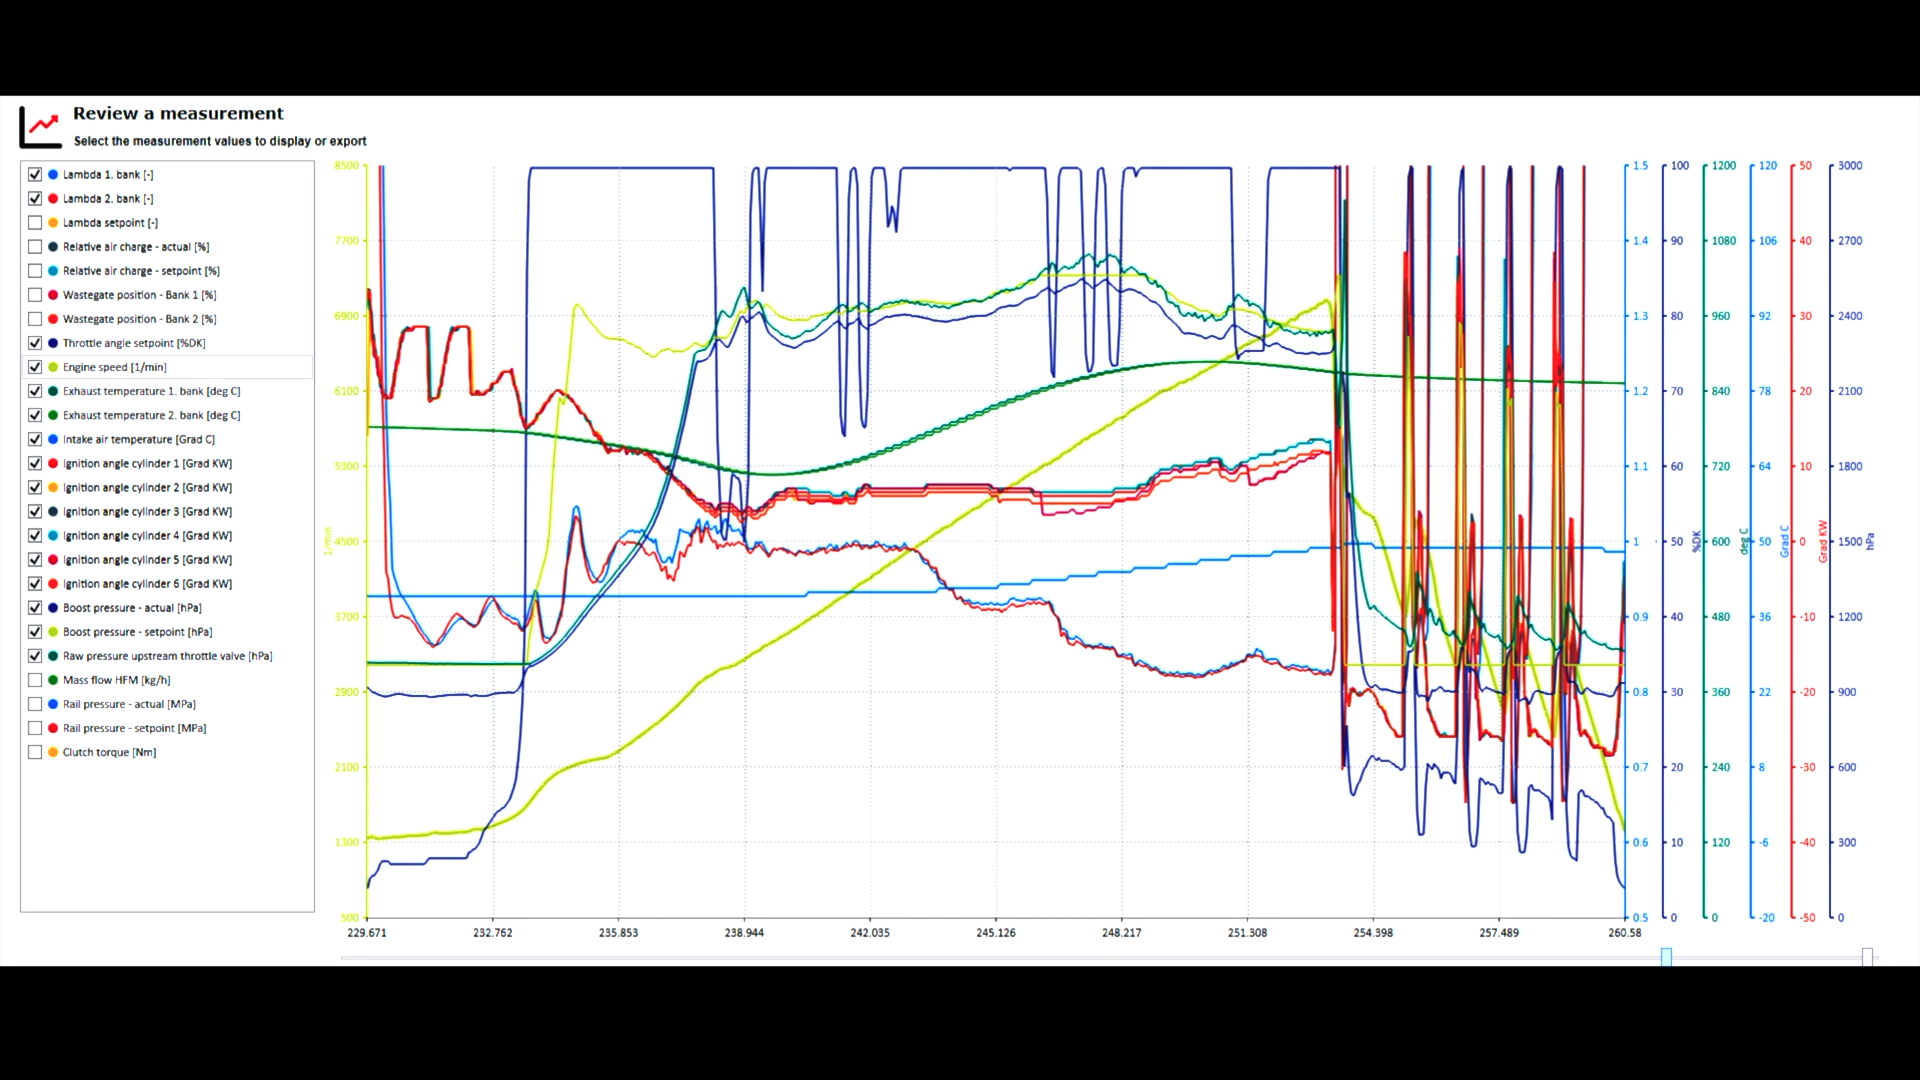 Review a measurement
Select the measurement values to display or export
Lambda 1. bank [-]
Lambda 2. bank [-]
Lambda setpoint [-]
Relative air charge - actual [%]
Relative air charge - setpoint [%]
Wastegate position - Bank 1 [%]
Wastegate position - Bank 2 [%]
Throttle angle setpoint [%DK]
Engine speed [1/min]
Exhaust temperature 1. bank [deg C]
Exhaust temperature 2. bank [deg C]
Intake air temperature [Grad C]
Ignition angle cylinder 1 [Grad KW]
Ignition angle cylinder 2 [Grad KW]
Ignition angle cylinder 3 [Grad KW]
Ignition angle cylinder 4 [Grad KW]
Ignition angle cylinder 5 [Grad KW]
Ignition angle cylinder 6 [Grad KW]
Boost pressure - actual [hPa]
Boost pressure - setpoint [hPa]
Raw pressure upstream throttle valve [hPa]
Mass flow HFM [kg/h]
Rail pressure - actual [MPa]
Rail pressure - setpoint [MPa]
Clutch torque [Nm]
8500
7700
6900
6100
5300
4500
3700
2900
2100
1300
500
1/min
229.671 232.762 235.853 238.944 242.035 245.126 248.217 251.308 254.398 257.489 260.58
1.5 100 1200 120 50 3000
1.4 90 1080 106 40 2700
1.3 80 960 92 30 2400
1.2 70 840 78 20 2100
1.1 60 720 64 10 1800
1 50 600 50 0 1500
0.9 40 480 36 -10 1200
0.8 30 360 22 -20 900
0.7 20 240 8 -30 600
0.6 10 120 -6 -40 300
0.5 0 0 -20 -50 0
%DK
deg C
Grad C
Grad KW
hPa